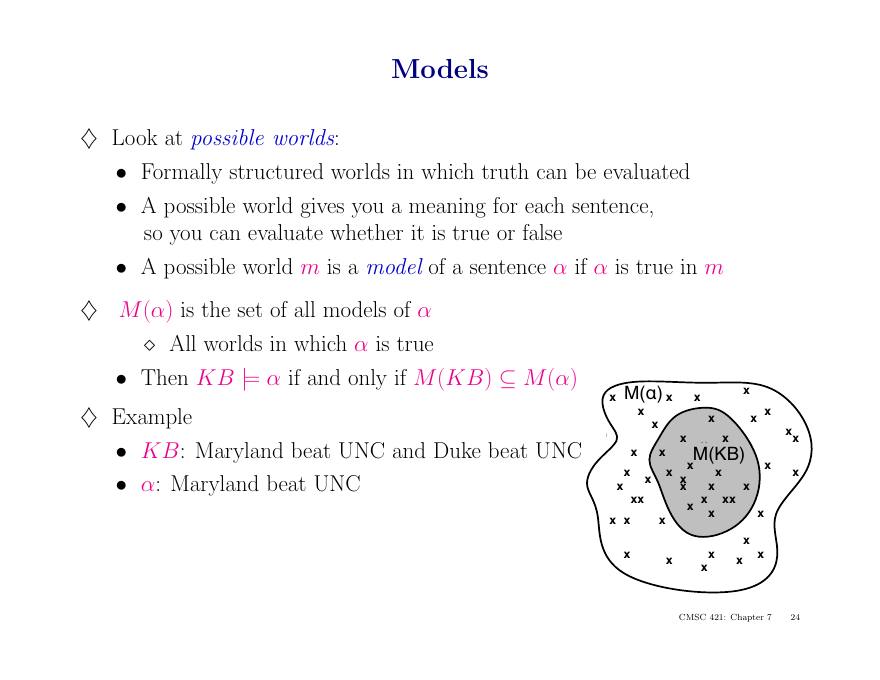 Models
♢ Look at possible worlds:
• Formally structured worlds in which truth can be evaluated
• A possible world gives you a meaning for each sentence,
so you can evaluate whether it is true or false
• A possible world m is a model of a sentence α if α is true in m
♢ M(α) is the set of all models of α
⋄ All worlds in which α is true
• Then KB ⊨ α if and only if M(KB) ⊆ M(α)
♢ Example
• KB: Maryland beat UNC and Duke beat UNC
• α: Maryland beat UNC
M(α)
M(KB)
CMSC 421: Chapter 7 24